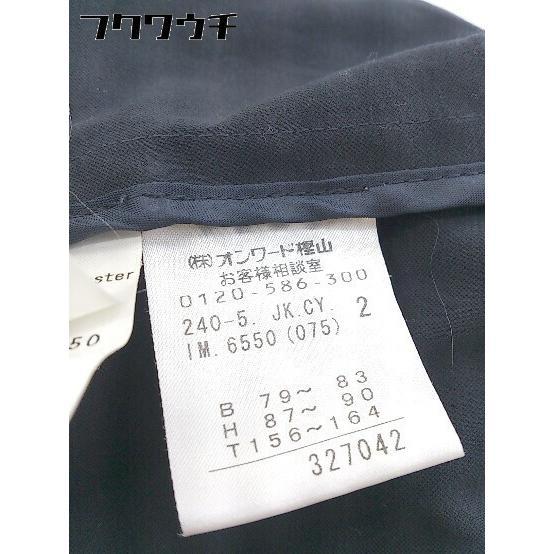 フクワウチ
ster
50
(株)オンワード樫山
お客様相談室
0120-586-300
240-5. JK.CY. 2
IM.6550(075)
B 79～ 83
H 87～ 90
T156～164
327042